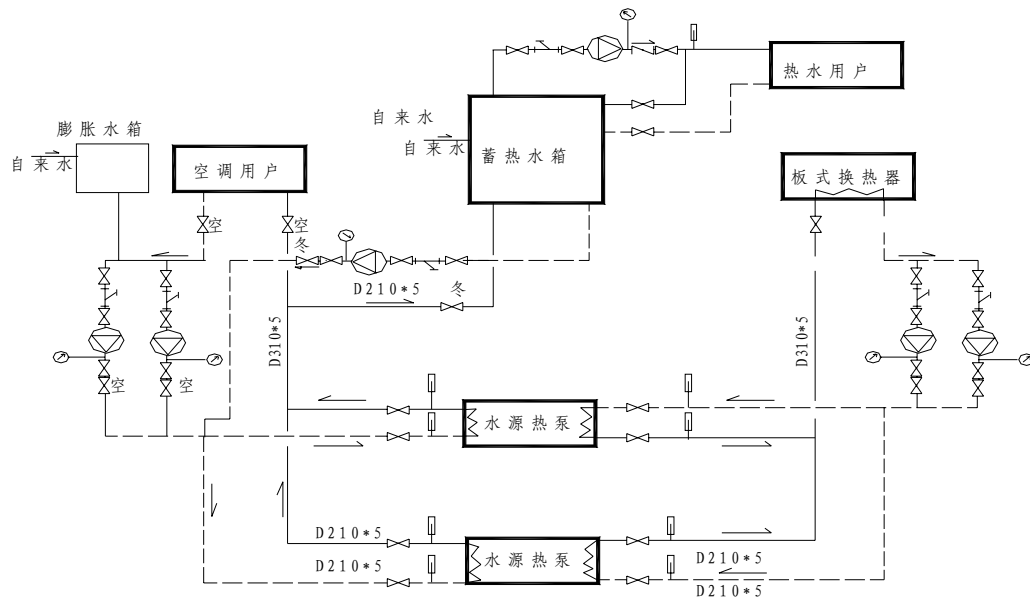 热水用户
自来水
膨胀水箱
自来水
自来水
蓄热水箱
空调用户
板式换热器
空
空
冬
D210*5
冬
D310*5
D310*5
空
空
水源热泵
D210*5
水源热泵
D210*5
D210*5
D210*5